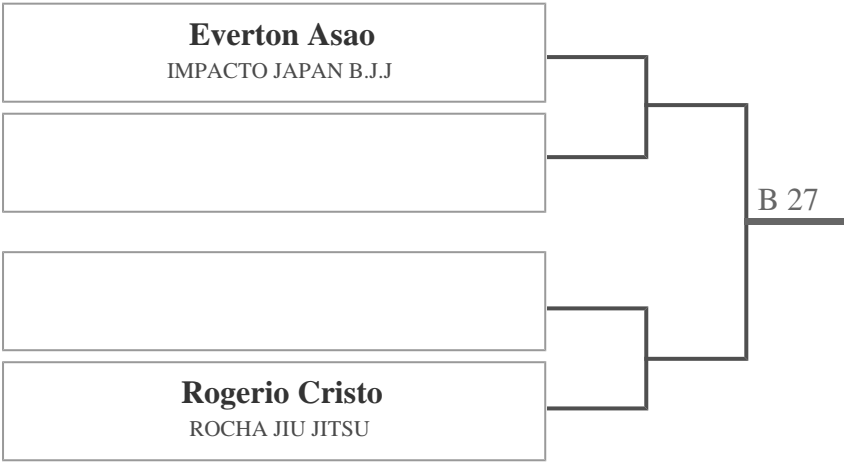 Everton Asao
IMPACTO JAPAN B.J.J
B 27
Rogerio Cristo
ROCHA JIU JITSU